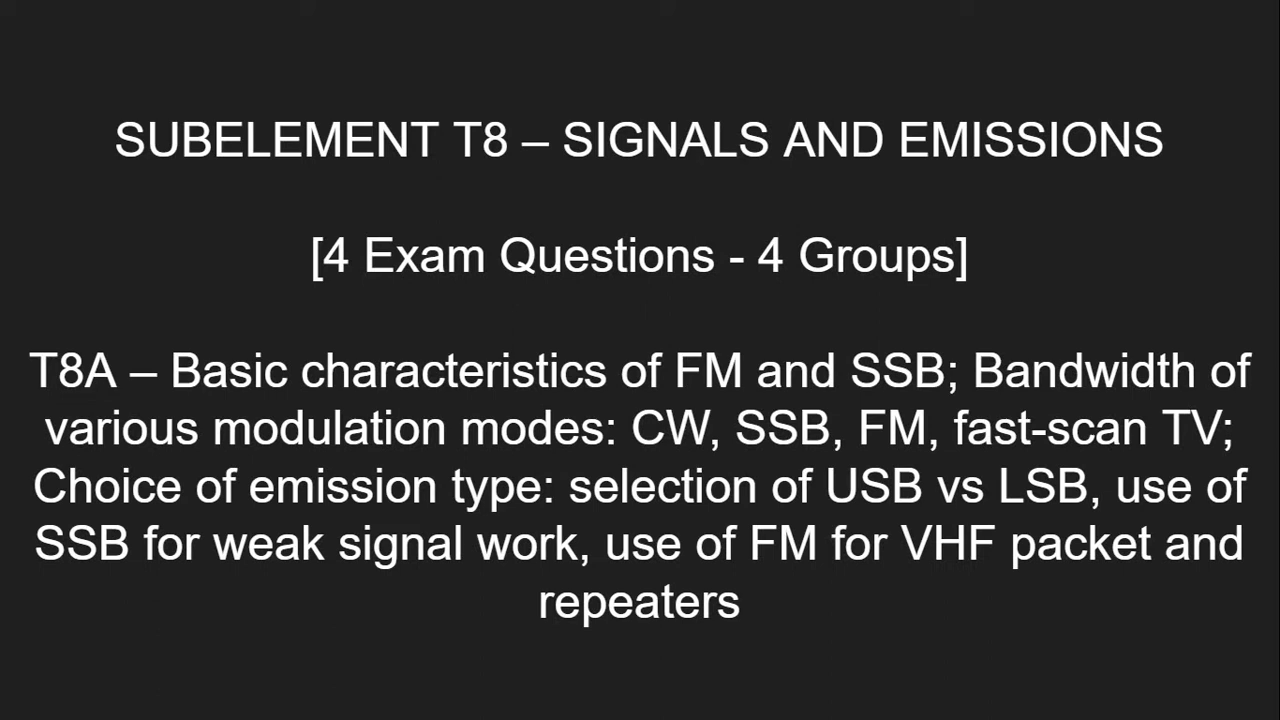 SUBELEMENT T8 – SIGNALS AND EMISSIONS
[4 Exam Questions - 4 Groups]
T8A – Basic characteristics of FM and SSB; Bandwidth of
various modulation modes: CW, SSB, FM, fast-scan TV;
Choice of emission type: selection of USB vs LSB, use of
SSB for weak signal work, use of FM for VHF packet and
repeaters